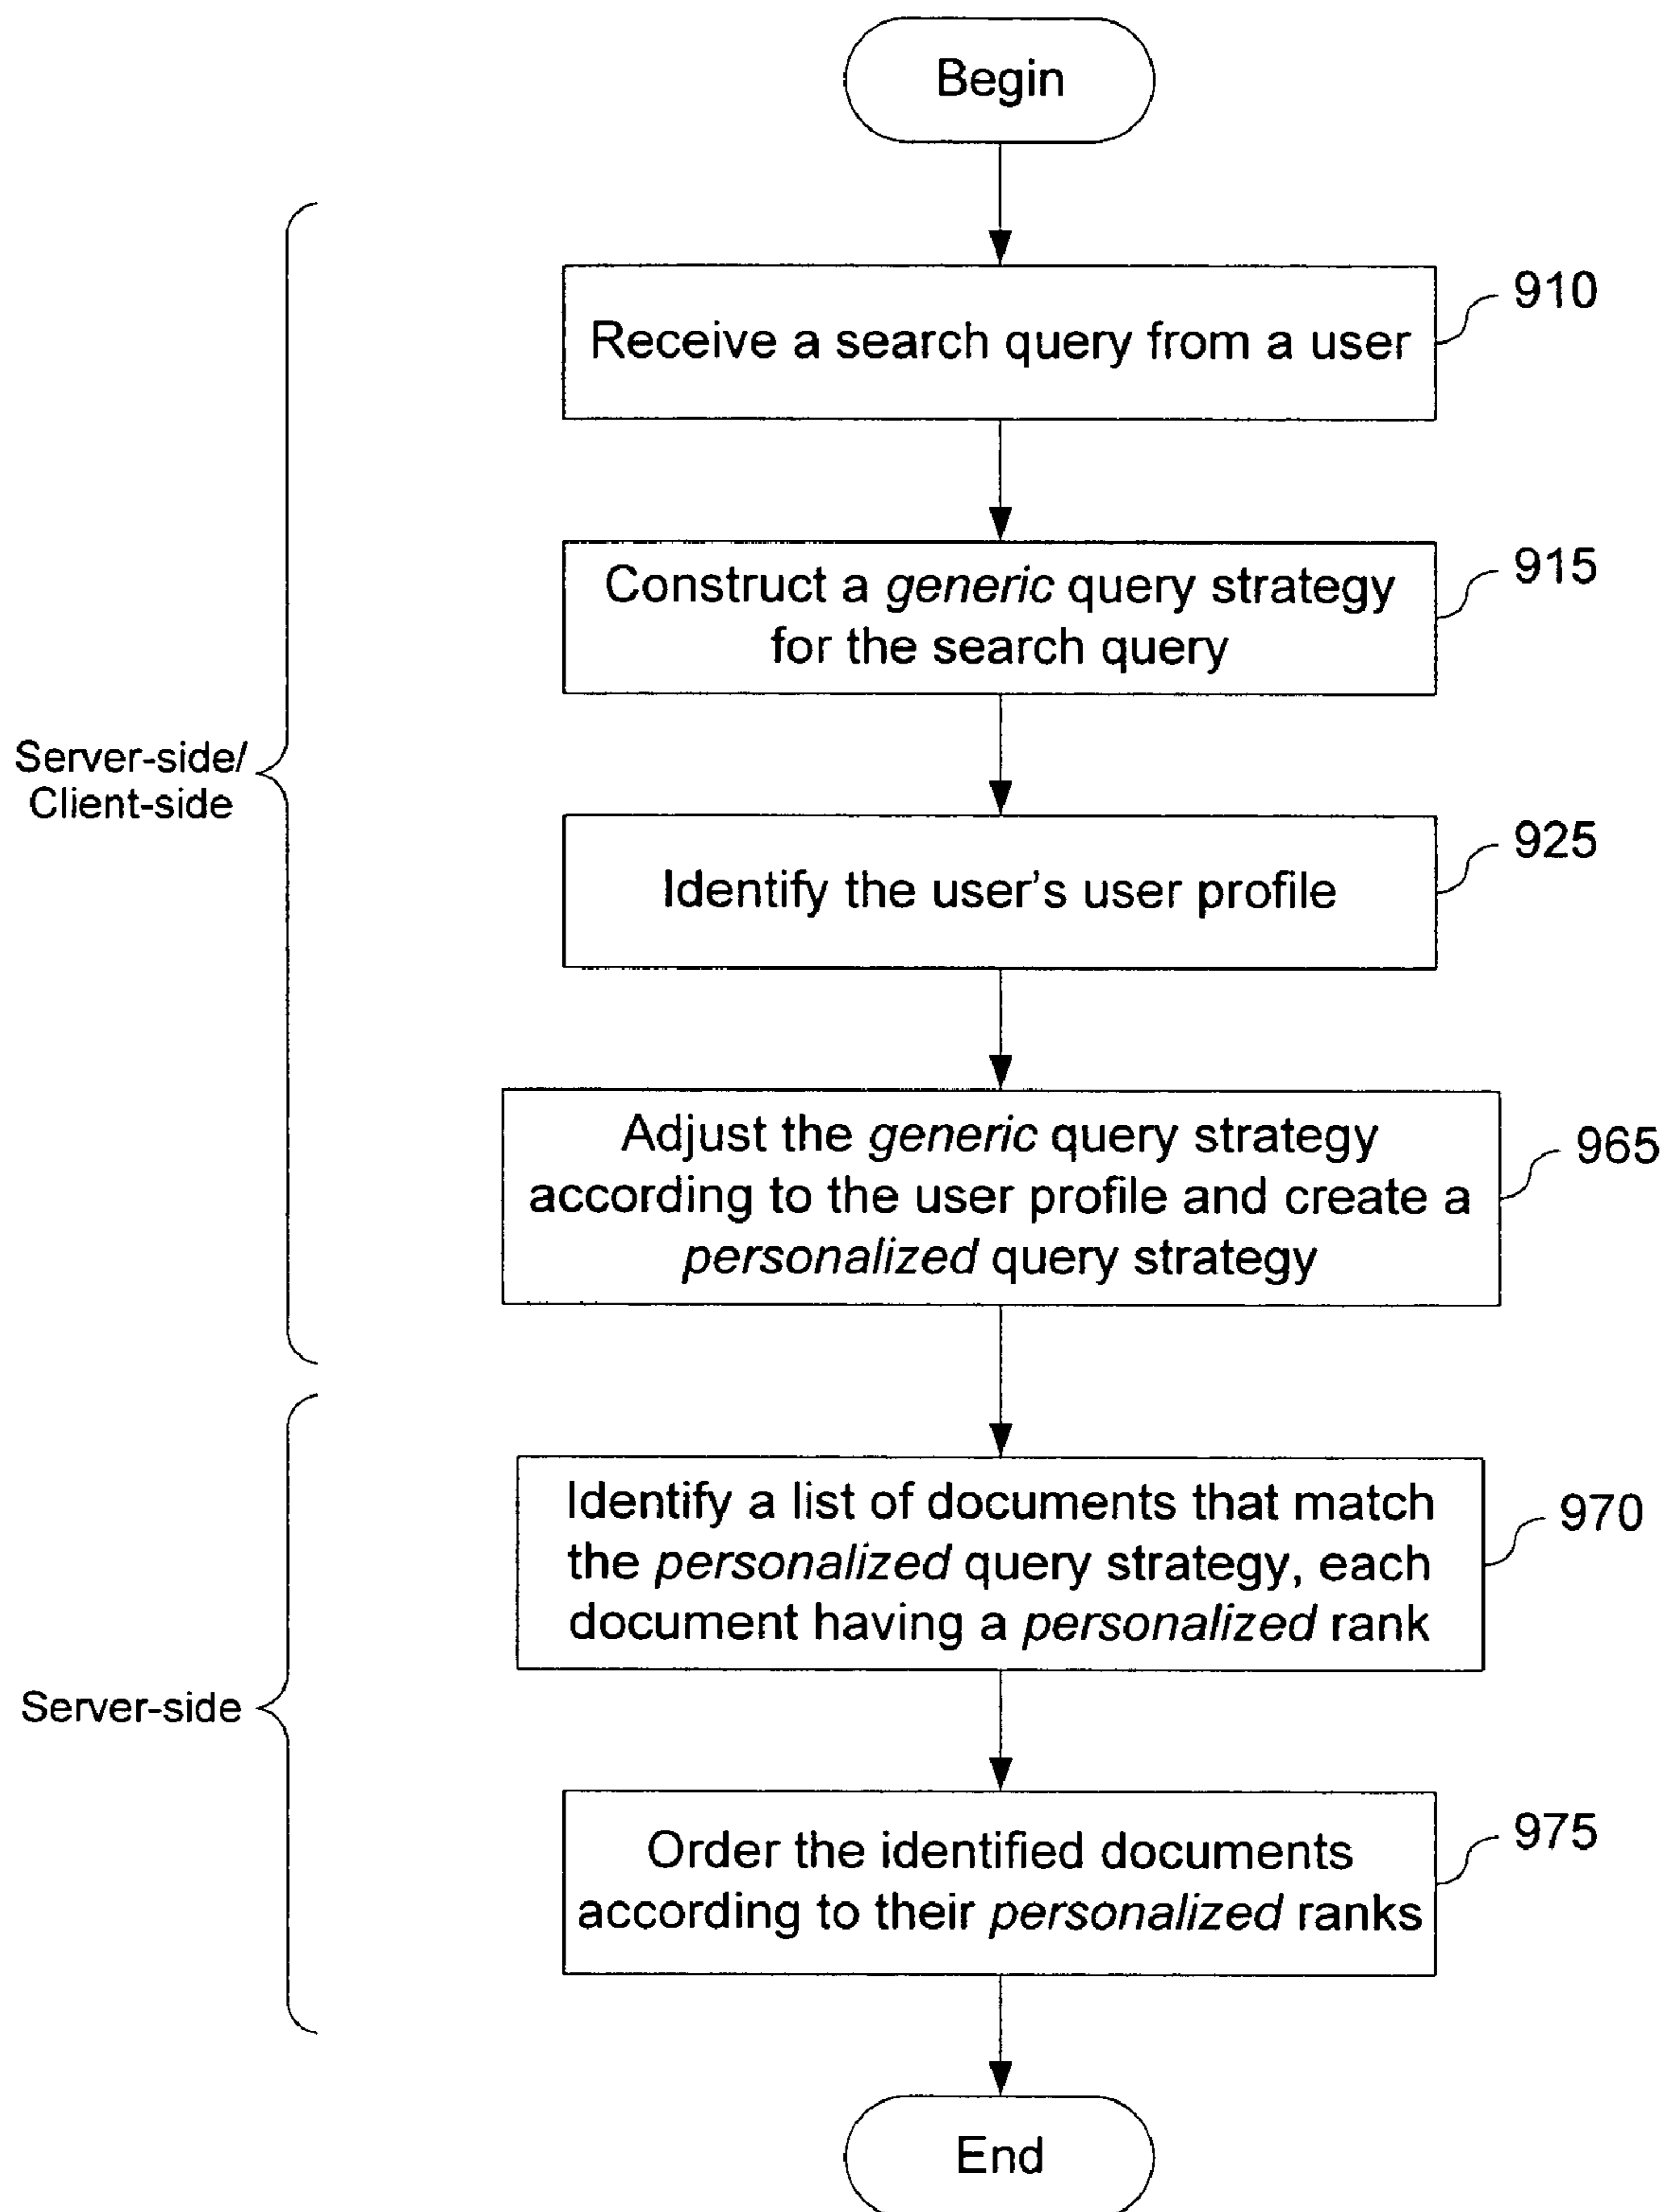 Begin
Receive a search query from a user
910
Construct a generic query strategy
for the search query
915
Server-side/
Client-side
Identify the user's user profile
925
Adjust the generic query strategy
according to the user profile and create a
personalized query strategy
965
Identify a list of documents that match
the personalized query strategy, each
document having a personalized rank
970
Server-side
Order the identified documents
according to their personalized ranks
975
End